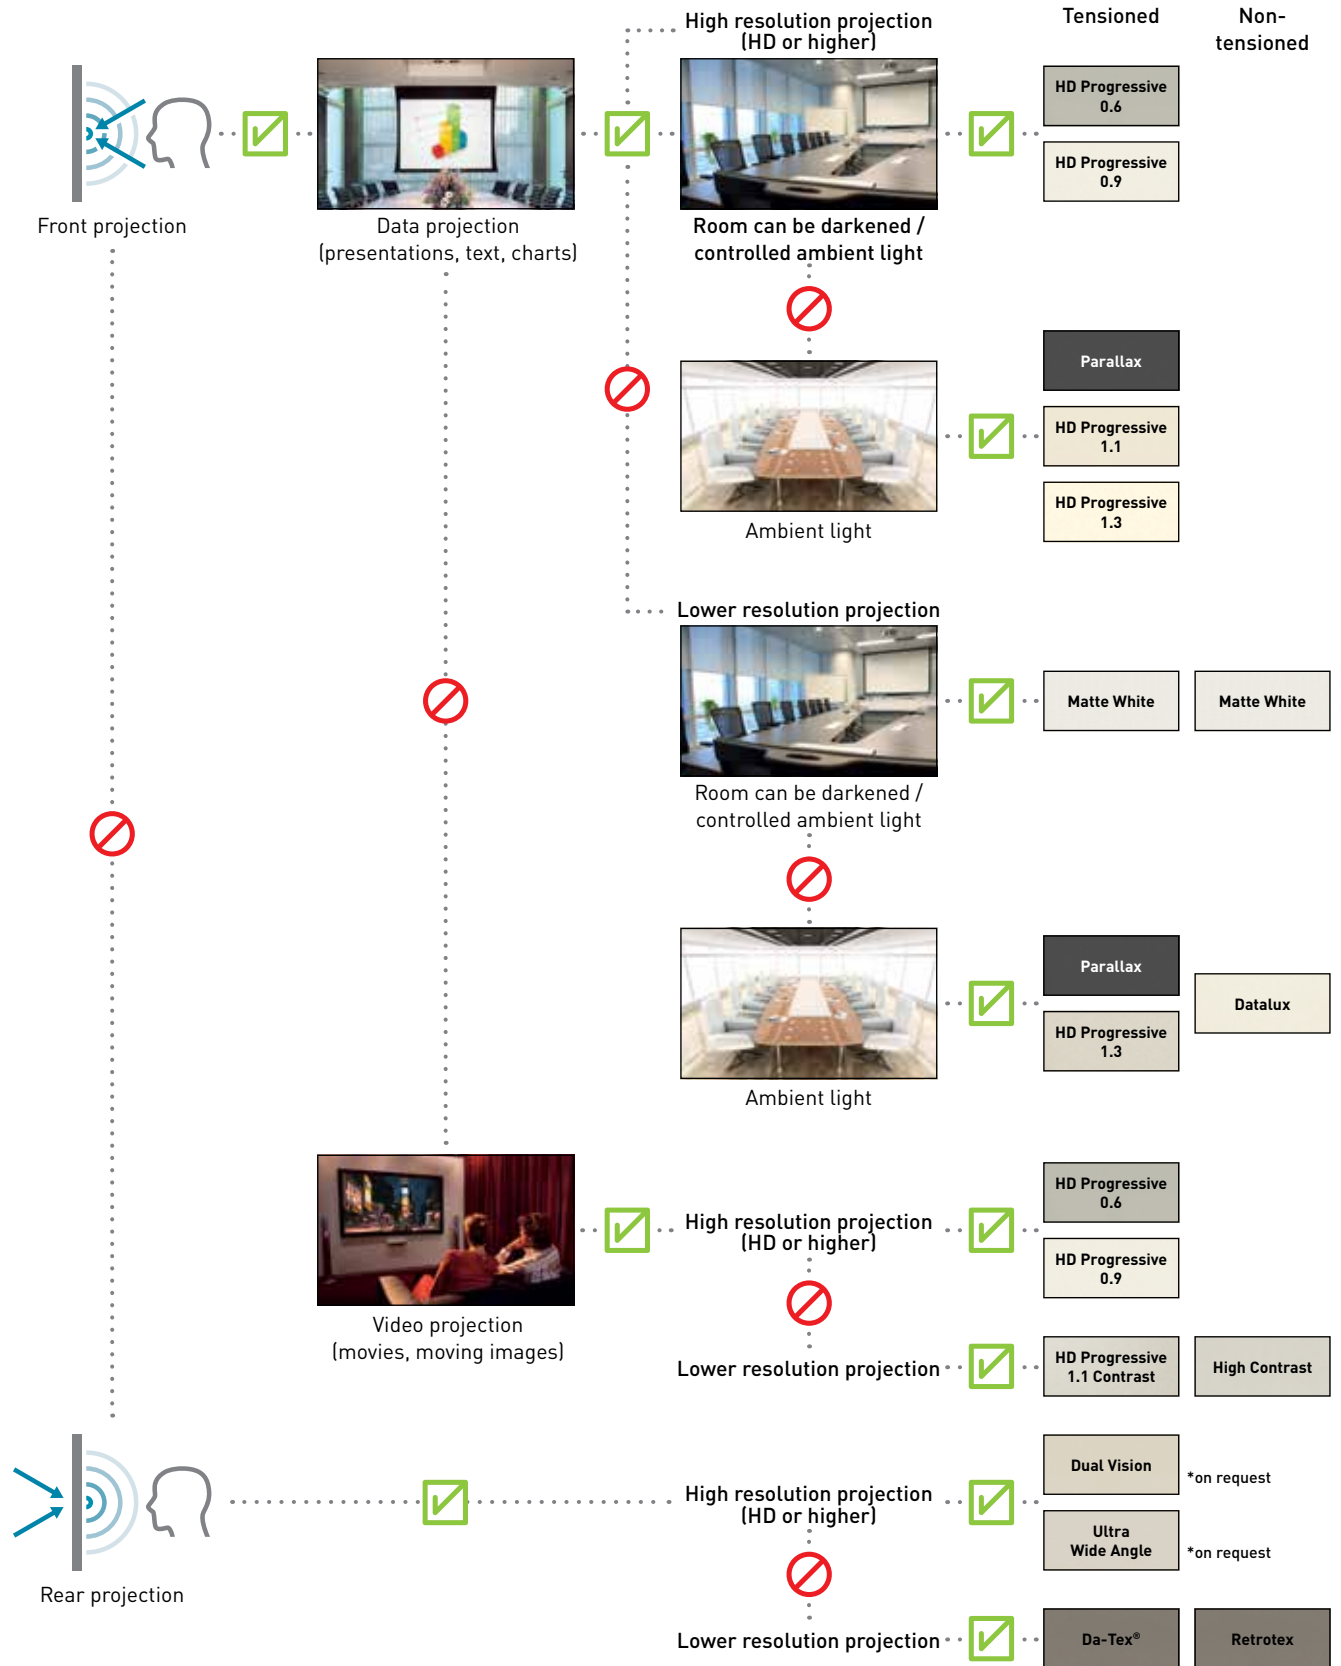 Tensioned
Non-
tensioned
High resolution projection
(HD or higher)
HD Progressive
0.6
HD Progressive
0.9
Front projection
Data projection
(presentations, text, charts)
Room can be darkened /
controlled ambient light
Parallax
HD Progressive
1.1
HD Progressive
1.3
Ambient light
Lower resolution projection
Matte White
Matte White
Room can be darkened /
controlled ambient light
Parallax
HD Progressive
1.3
Datalux
Ambient light
Video projection
(movies, moving images)
High resolution projection
(HD or higher)
HD Progressive
0.6
HD Progressive
0.9
Lower resolution projection
HD Progressive
1.1 Contrast
High Contrast
Rear projection
High resolution projection
(HD or higher)
Dual Vision
*on request
Ultra
Wide Angle
*on request
Lower resolution projection
Da-Tex®
Retrotex